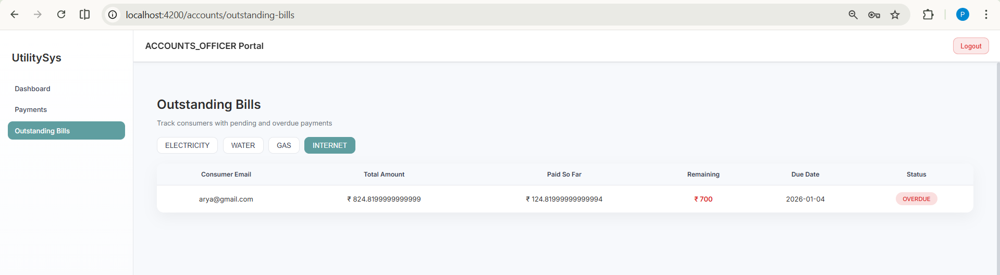 localhost:4200/accounts/outstanding-bills
P
UtilitySys
ACCOUNTS_OFFICER Portal
Logout
Dashboard
Payments
Outstanding Bills
Outstanding Bills
Track consumers with pending and overdue payments
ELECTRICITY WATER GAS INTERNET
Consumer Email Total Amount Paid So Far Remaining Due Date Status
arya@gmail.com ₹ 824.8199999999999 ₹ 124.81999999999994 ₹ 700 2026-01-04 OVERDUE